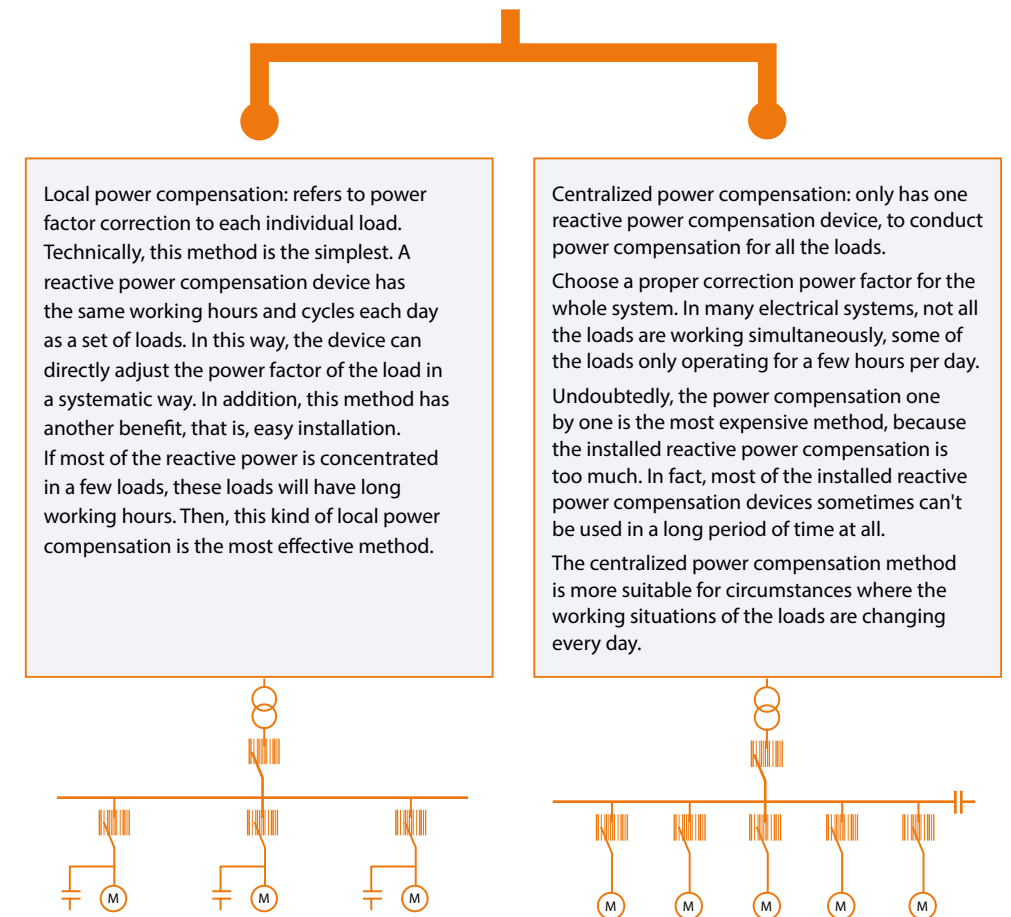 Local power compensation: refers to power
factor correction to each individual load.
Technically, this method is the simplest. A
reactive power compensation device has
the same working hours and cycles each day
as a set of loads. In this way, the device can
directly adjust the power factor of the load in
a systematic way. In addition, this method has
another benefit, that is, easy installation.
If most of the reactive power is concentrated
in a few loads, these loads will have long
working hours. Then, this kind of local power
compensation is the most effective method.
Centralized power compensation: only has one
reactive power compensation device, to conduct
power compensation for all the loads.
Choose a proper correction power factor for the
whole system. In many electrical systems, not all
the loads are working simultaneously, some of
the loads only operating for a few hours per day.
Undoubtedly, the power compensation one
by one is the most expensive method, because
the installed reactive power compensation is
too much. In fact, most of the installed reactive
power compensation devices sometimes can't
be used in a long period of time at all.
The centralized power compensation method
is more suitable for circumstances where the
working situations of the loads are changing
every day.
M M M
M M M M M